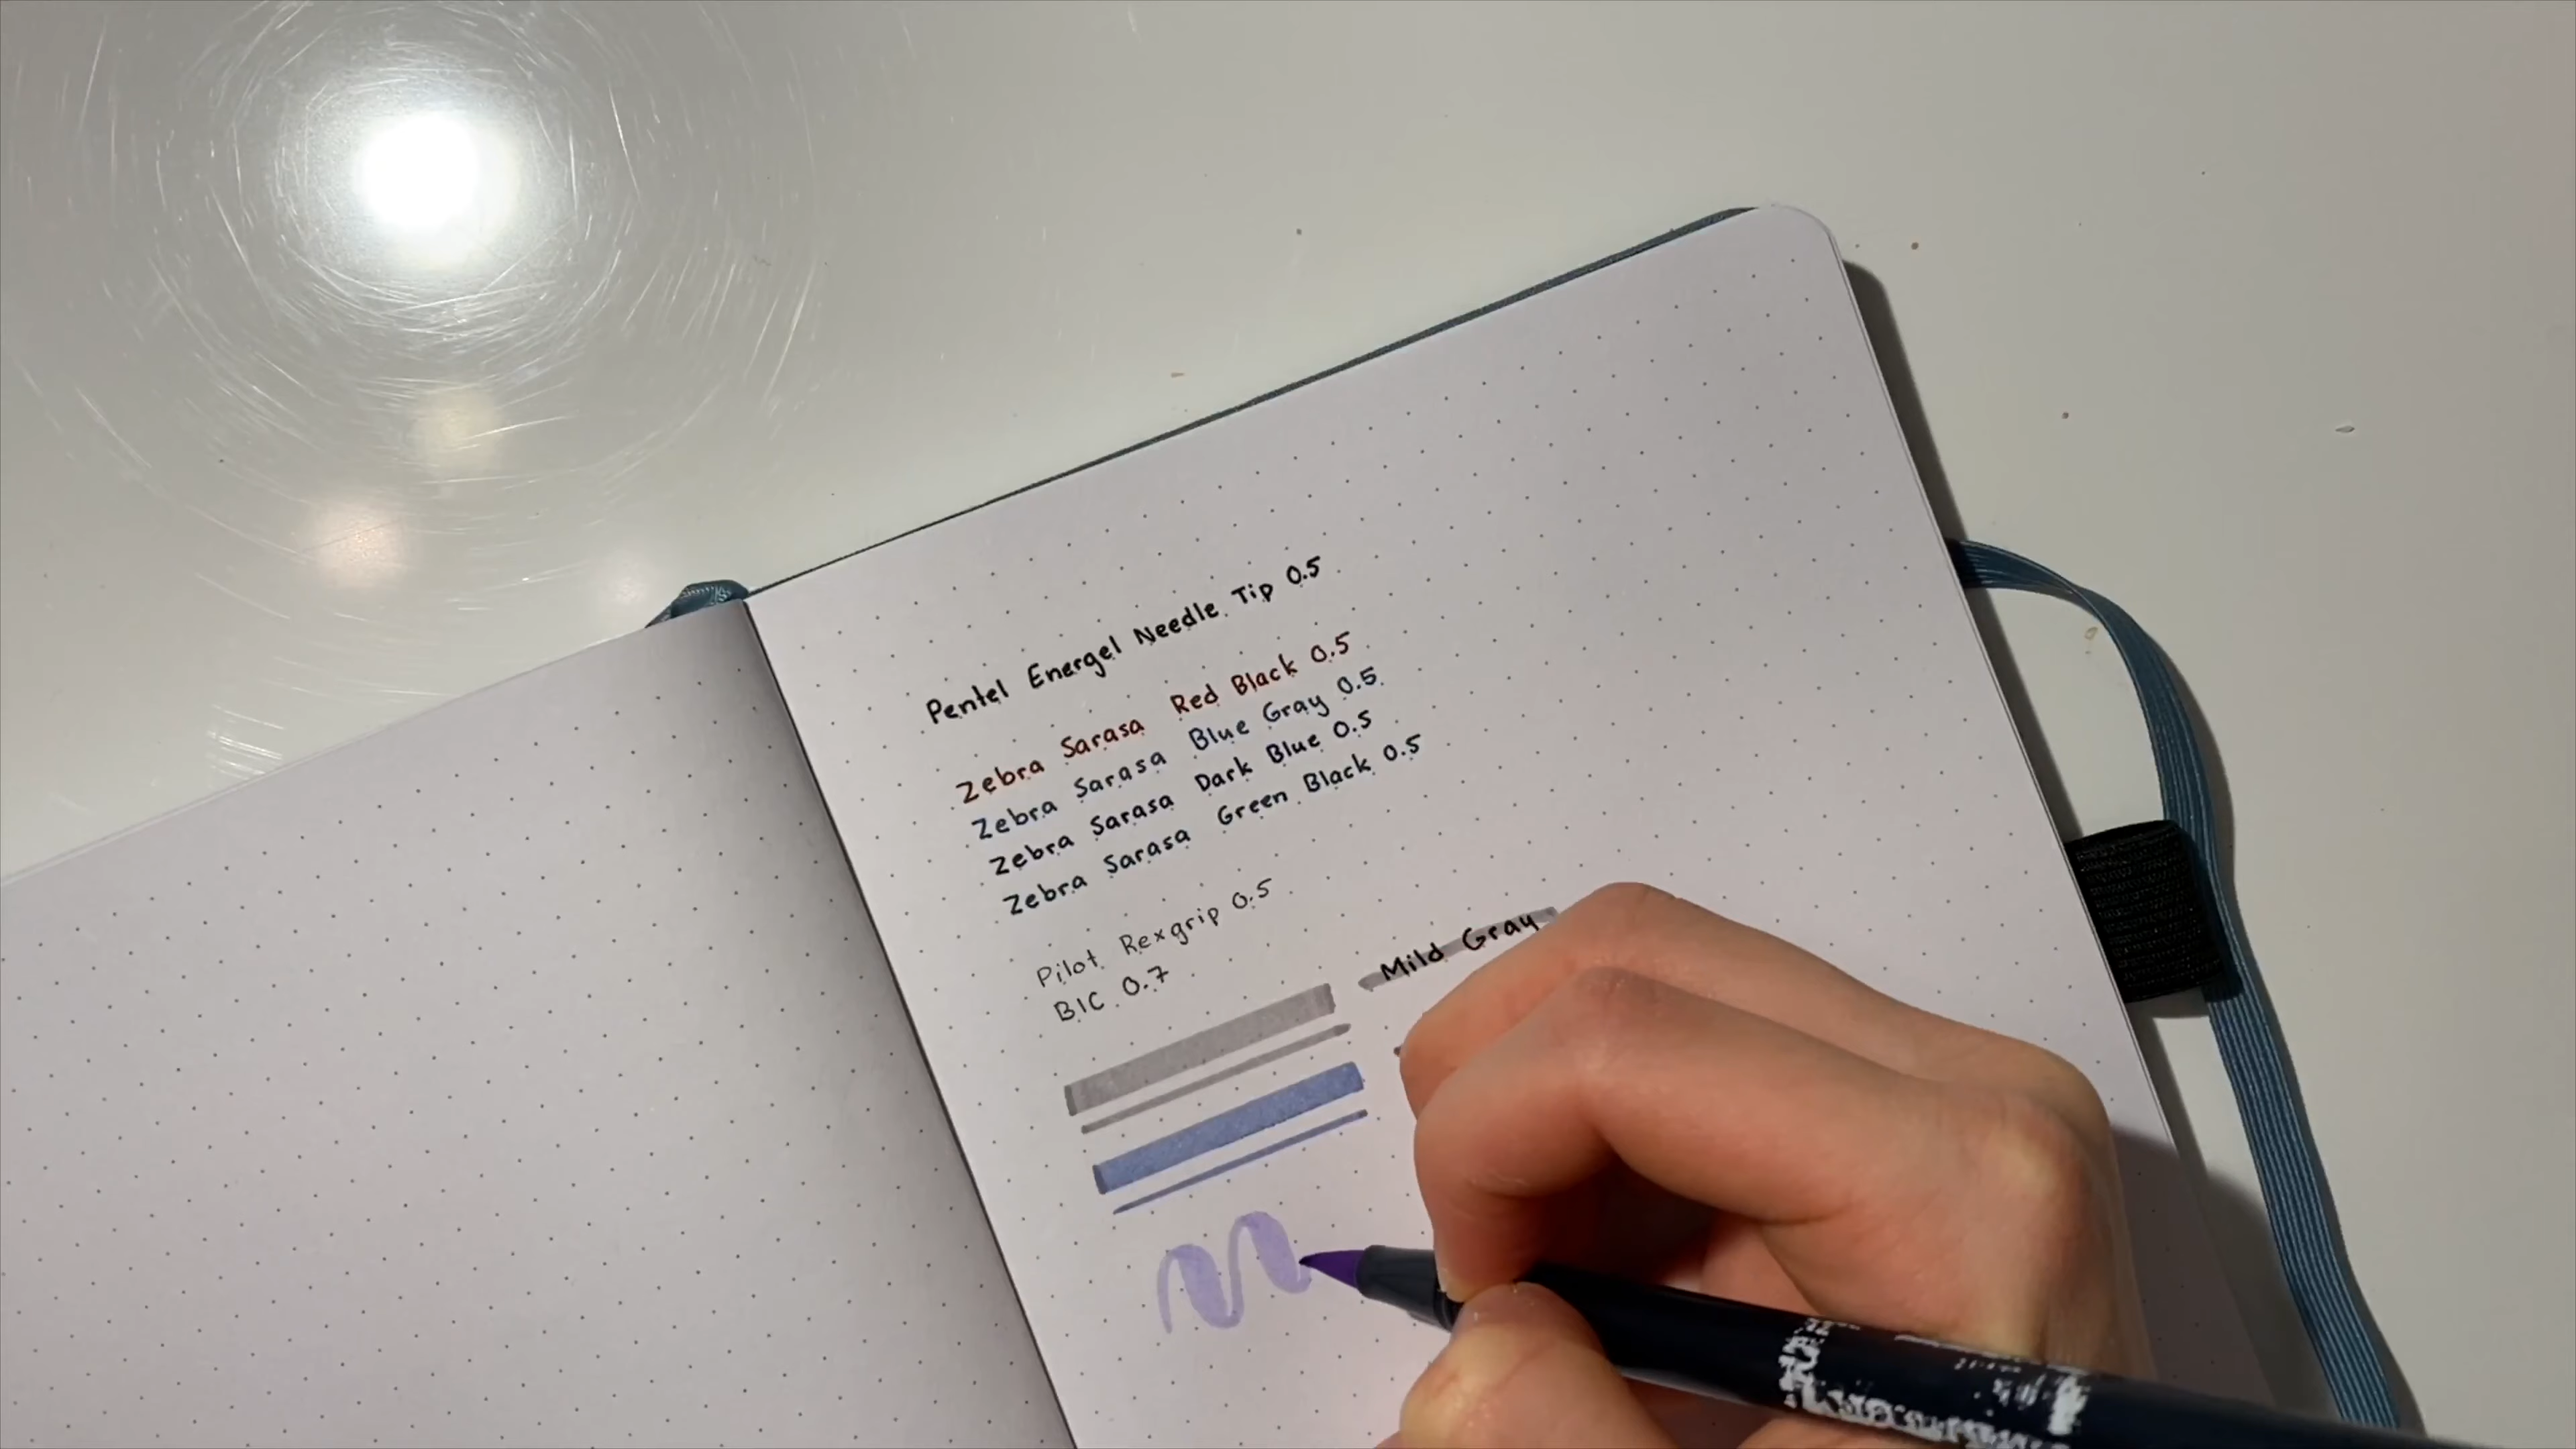 Pentel Energel Needle Tip 0.5
Zebra Sarasa Red Black 0.5
Zebra Sarasa Blue Gray 0.5
Zebra Sarasa Dark Blue 0.5
Zebra Sarasa Green Black 0.5
Pilot Rexgrip 0.5
BIC 0.7
Mild Gray